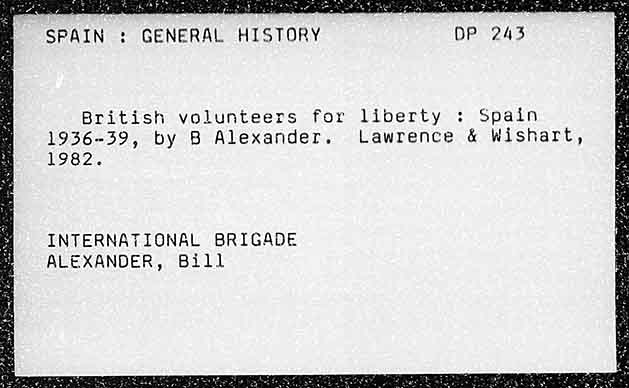 SPAIN : GENERAL HISTORY DP 243
British volunteers for liberty : Spain
1936-39, by B Alexander. Lawrence & Wishart,
1982.
INTERNATIONAL BRIGADE
ALEXANDER, Bill